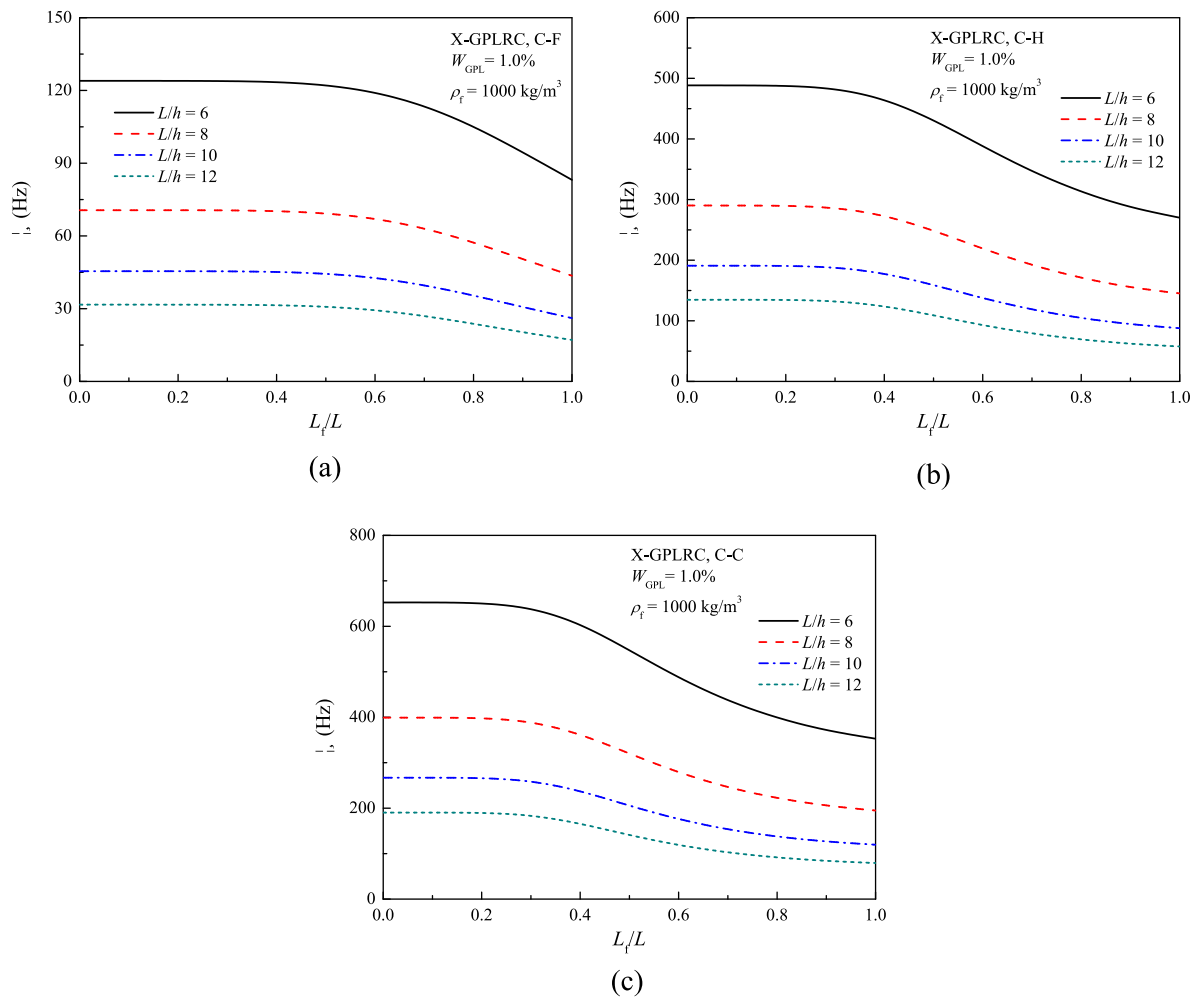 150
120
90
60
30
0
X-GPLRC, C-F
W_GPL = 1.0%
ρ_f = 1000 kg/m³
L/h = 6
L/h = 8
L/h = 10
L/h = 12
(Hz)
0.0 0.2 0.4 0.6 0.8 1.0
L_f/L
(a)
600
500
400
300
200
100
0
X-GPLRC, C-H
W_GPL = 1.0%
ρ_f = 1000 kg/m³
L/h = 6
L/h = 8
L/h = 10
L/h = 12
(Hz)
0.0 0.2 0.4 0.6 0.8 1.0
L_f/L
(b)
800
600
400
200
0
X-GPLRC, C-C
W_GPL = 1.0%
ρ_f = 1000 kg/m³
L/h = 6
L/h = 8
L/h = 10
L/h = 12
(Hz)
0.0 0.2 0.4 0.6 0.8 1.0
L_f/L
(c)